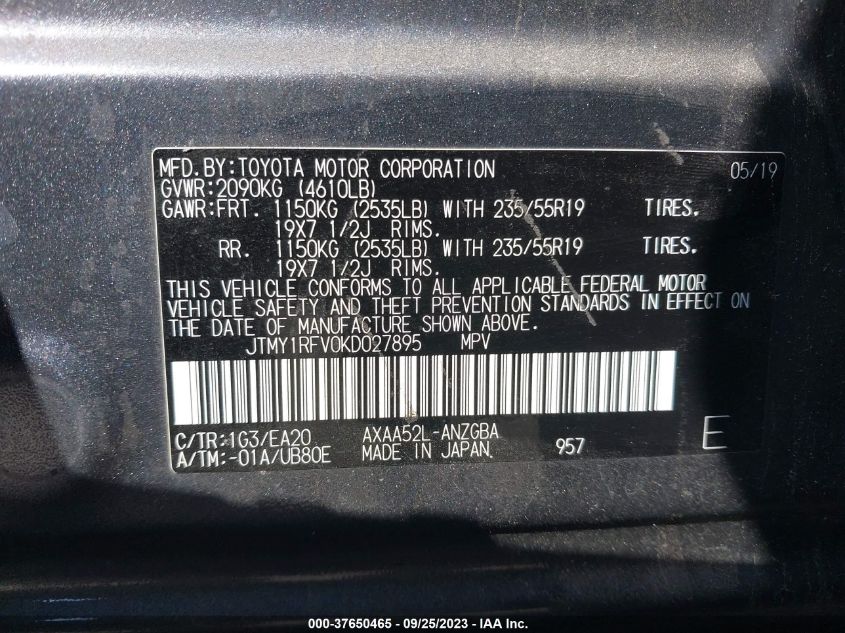 MFD.BY:TOYOTA MOTOR CORPORATION 05/19
GVWR:2090KG (4610LB)
GAWR:FRT. 1150KG (2535LB) WITH 235/55R19 TIRES.
19X7 1/2J RIMS.
RR. 1150KG (2535LB) WITH 235/55R19 TIRES.
19X7 1/2J RIMS.
THIS VEHICLE CONFORMS TO ALL APPLICABLE FEDERAL MOTOR
VEHICLE SAFETY AND THEFT PREVENTION STANDARDS IN EFFECT ON
THE DATE OF MANUFACTURE SHOWN ABOVE.
JTMY1RFV0KD027895 MPV
C/TR:1G3/EA20 AXAA52L-ANZGBA
A/TM:-01A/UB80E MADE IN JAPAN. 957 E
000-37650465 - 09/25/2023 - IAA Inc.